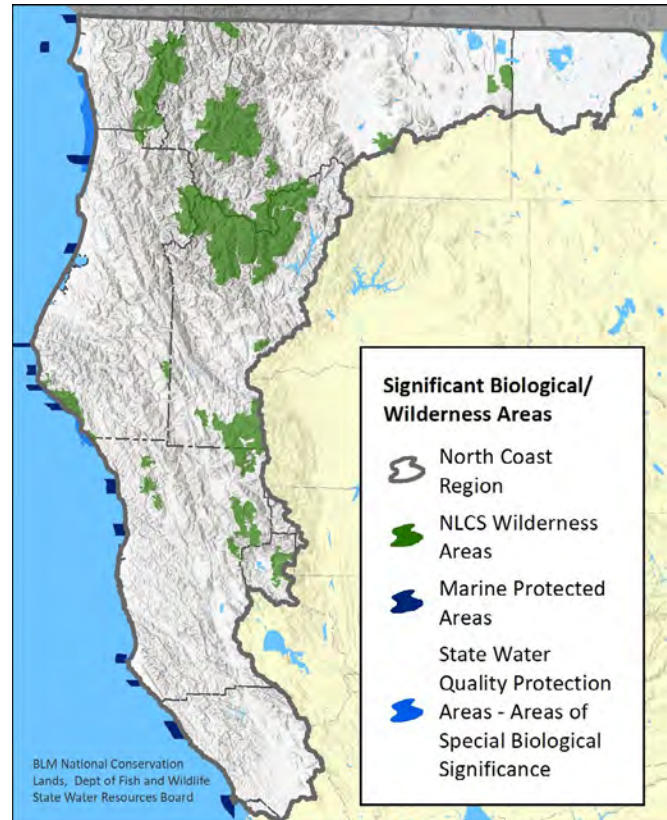 Significant Biological/
Wilderness Areas
North Coast
Region
NLCS Wilderness
Areas
Marine Protected
Areas
State Water
Quality Protection
Areas - Areas of
Special Biological
Significance
BLM National Conservation
Lands, Dept of Fish and Wildlife
State Water Resources Board